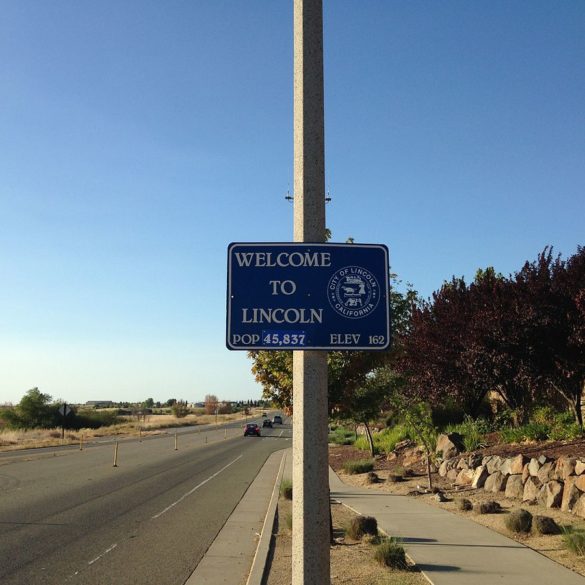 WELCOME
TO
LINCOLN
CITY OF LINCOLN
CALIFORNIA
POP 45,837 ELEV 162